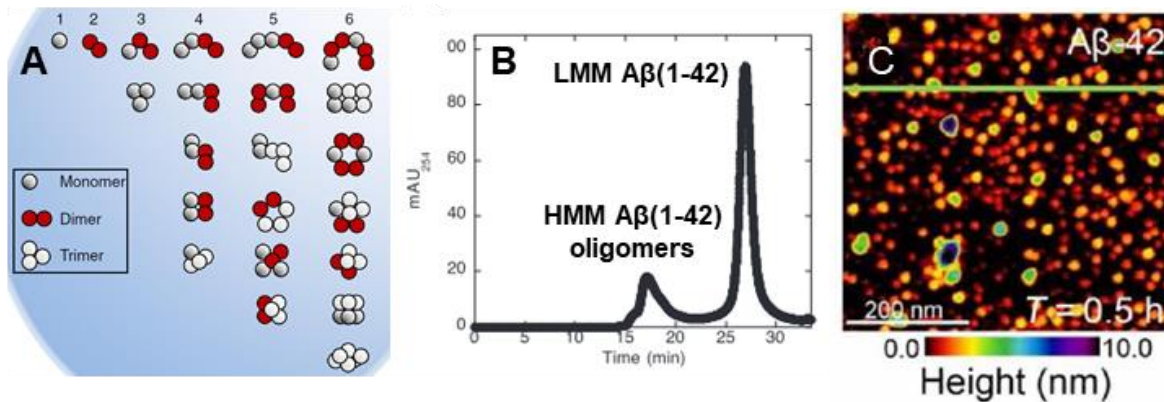 1 2 3 4 5 6
A
Monomer
Dimer
Trimer
B
LMM Aβ(1-42)
HMM Aβ(1-42)
oligomers
mAU254
00
80
60
40
20
0
0 5 10 15 20 25 30
Time (min)
C
Aβ-42
200 nm
T = 0.5 h
0.0 10.0
Height (nm)